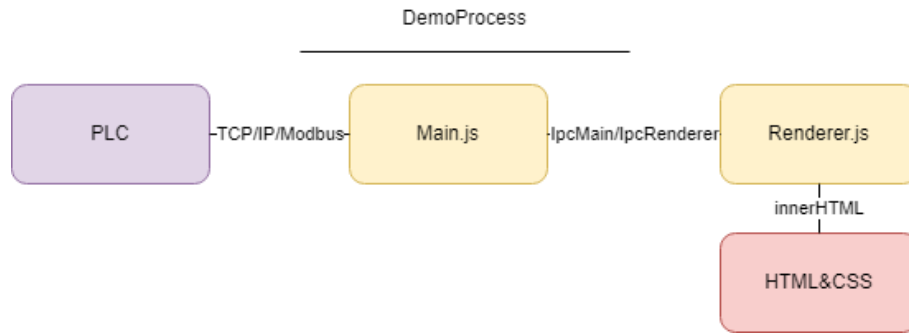 DemoProcess
PLC
TCP/IP/Modbus
Main.js
IpcMain/IpcRenderer
Renderer.js
innerHTML
HTML&CSS